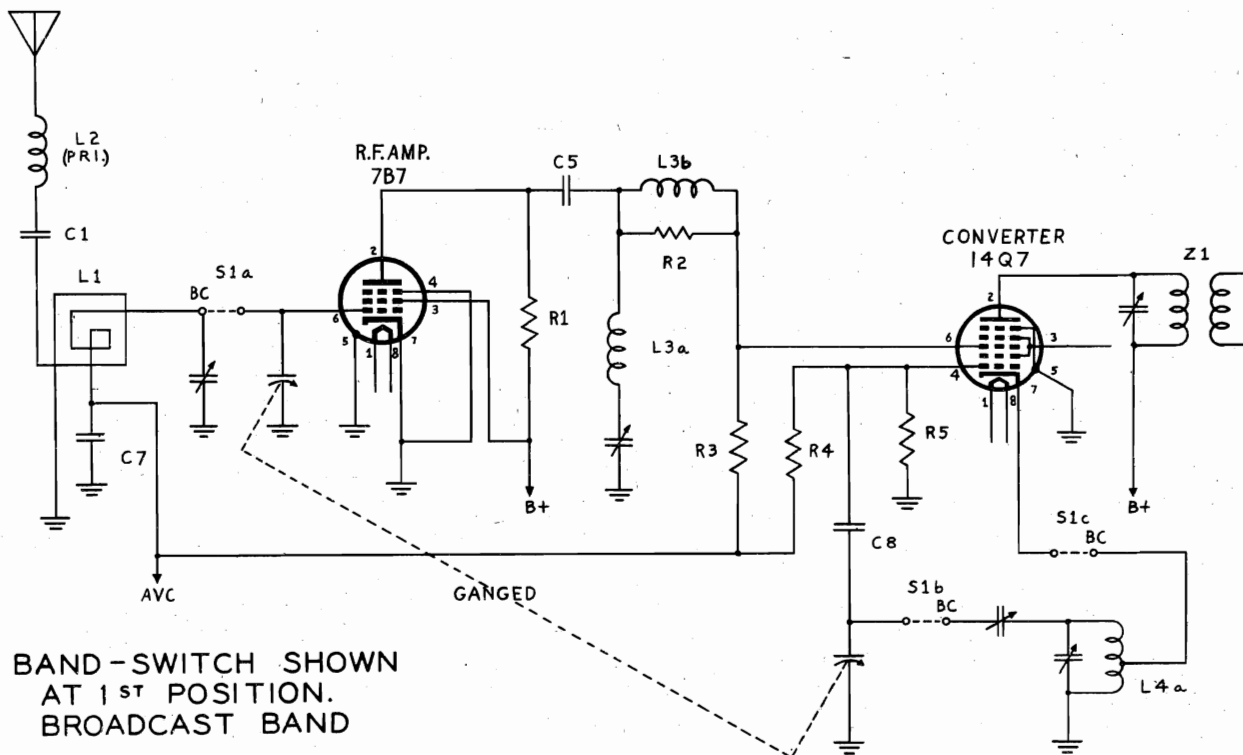 L2
(PRI.)
C1
L1
BC
S1a
C7
AVC
R.F. AMP.
7B7
2
4
3
6
5
1
8
7
R1
B+
C5
L3b
R2
L3a
R3
R4
R5
CONVERTER
14Q7
2
6
3
4
5
7
1
8
Z1
B+
C8
S1c
BC
S1b
BC
L4a
GANGED
BAND-SWITCH SHOWN
AT 1ST POSITION.
BROADCAST BAND